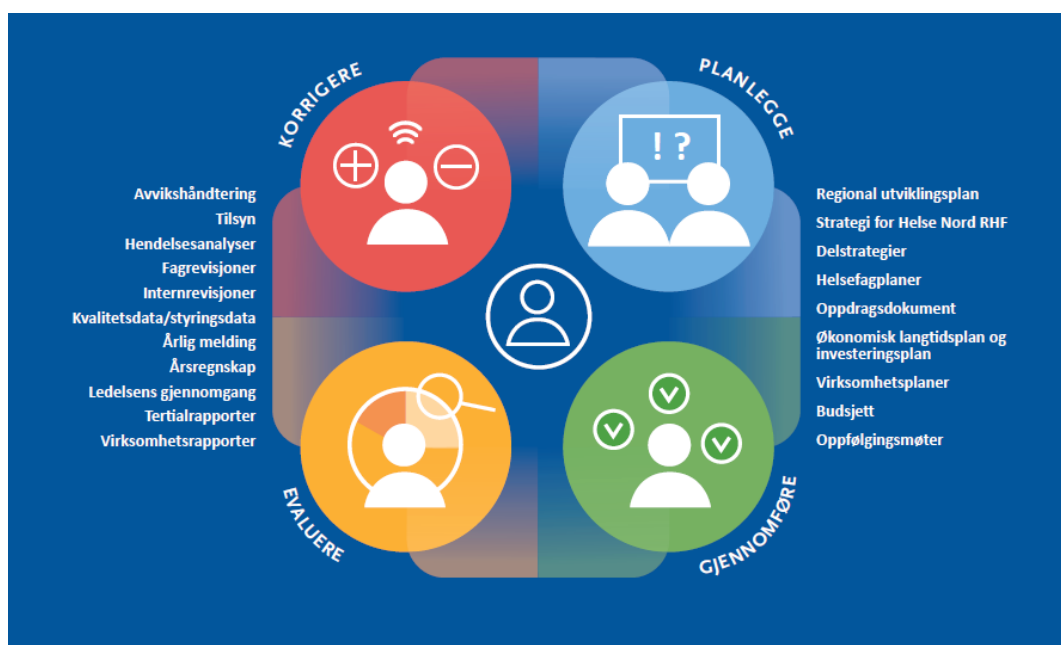 KORRIGERE
PLANLEGGE
! ?
Avvikshåndtering
Tilsyn
Hendelsesanalyser
Fagrevisjoner
Internrevisjoner
Kvalitetsdata/styringsdata
Årlig melding
Årsregnskap
Ledelsens gjennomgang
Tertialrapporter
Virksomhetsrapporter
Regional utviklingsplan
Strategi for Helse Nord RHF
Delstrategier
Helsefagplaner
Oppdragsdokument
Økonomisk langtidsplan og
investeringsplan
Virksomhetsplaner
Budsjett
Oppfølgingsmøter
EVALUERE
GJENNOMFØRE